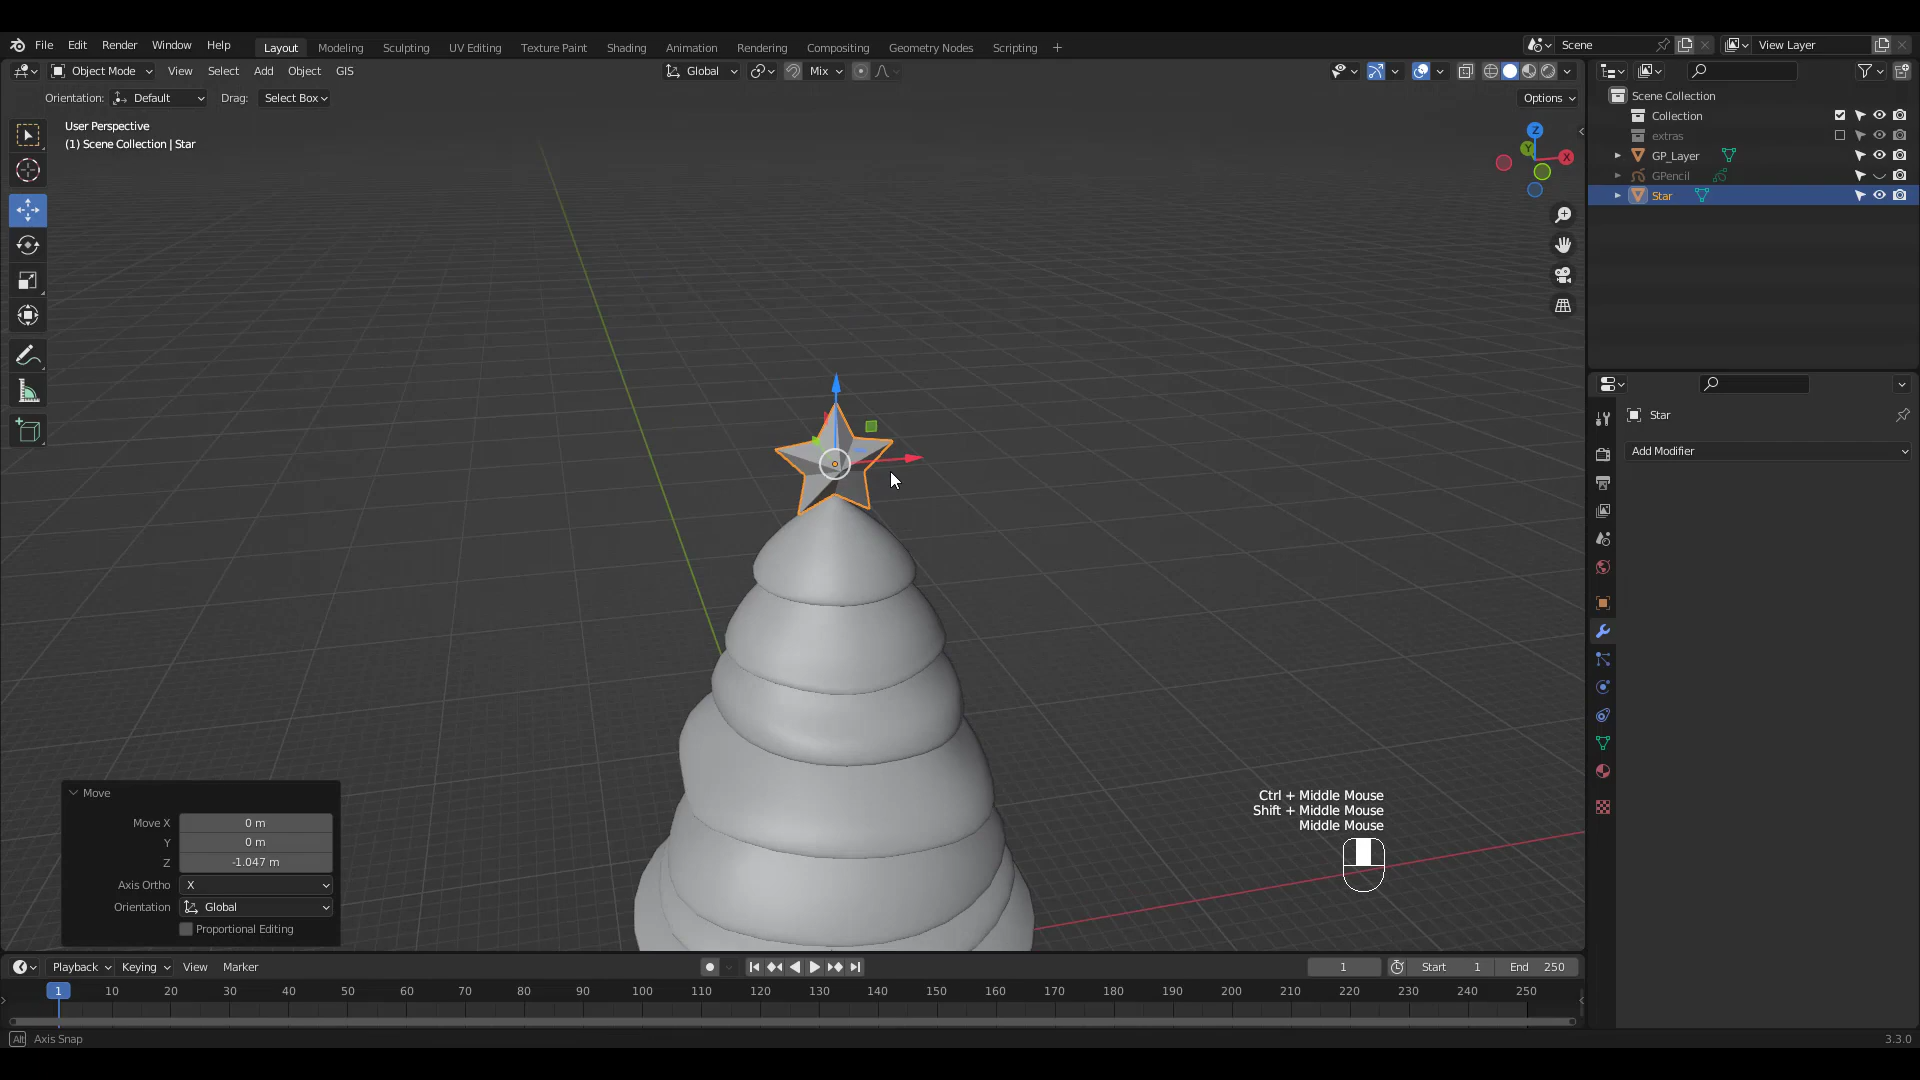 File Edit Render Window Help Layout Modeling Sculpting UV Editing Texture Paint Shading Animation Rendering Compositing Geometry Nodes Scripting + Scene View Layer
Object Mode View Select Add Object GIS Global Mix
Orientation: Default Drag: Select Box Options
User Perspective
(1) Scene Collection | Star
Z
Y
X
Scene Collection
Collection
extras
GP_Layer
GPencil
Star
Star
Add Modifier
Move
Move X 0 m
Y 0 m
Z -1.047 m
Axis Ortho X
Orientation Global
Proportional Editing
Ctrl + Middle Mouse
Shift + Middle Mouse
Middle Mouse
Playback Keying View Marker 1 Start 1 End 250
1 10 20 30 40 50 60 70 80 90 100 110 120 130 140 150 160 170 180 190 200 210 220 230 240 250
Alt Axis Snap 3.3.0